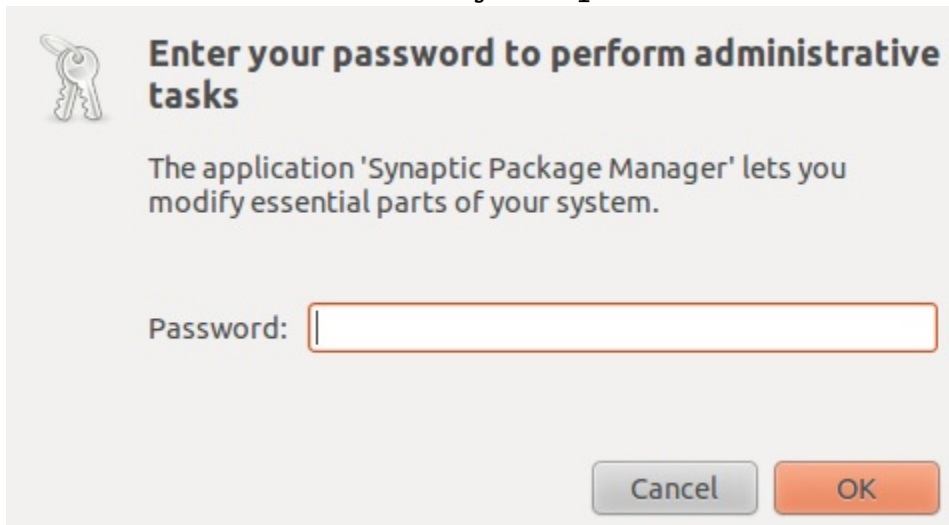 Enter your password to perform administrative
tasks
The application 'Synaptic Package Manager' lets you
modify essential parts of your system.
Password:
Cancel
OK